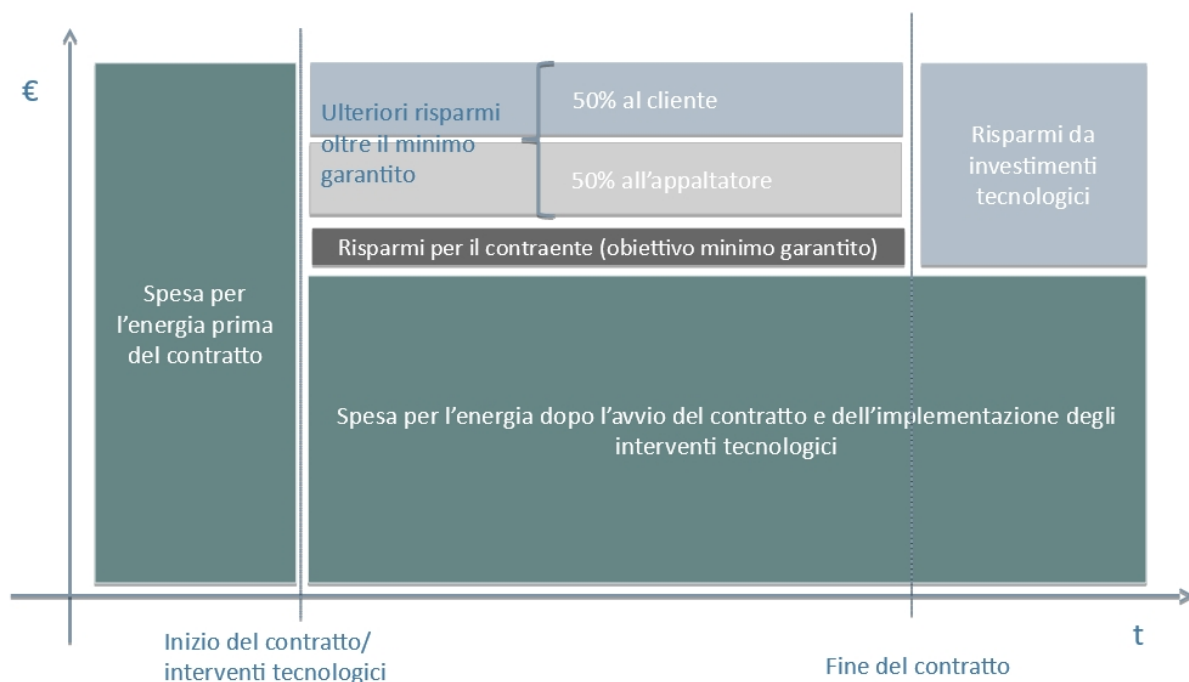 €
Spesa per
l'energia prima
del contratto
Ulteriori risparmi
oltre il minimo
garantito
50% al cliente
50% all'appaltatore
Risparmi per il contraente (obiettivo minimo garantito)
Risparmi da
investimenti
tecnologici
Spesa per l'energia dopo l'avvio del contratto e dell'implementazione degli
interventi tecnologici
Inizio del contratto/
interventi tecnologici
Fine del contratto
t